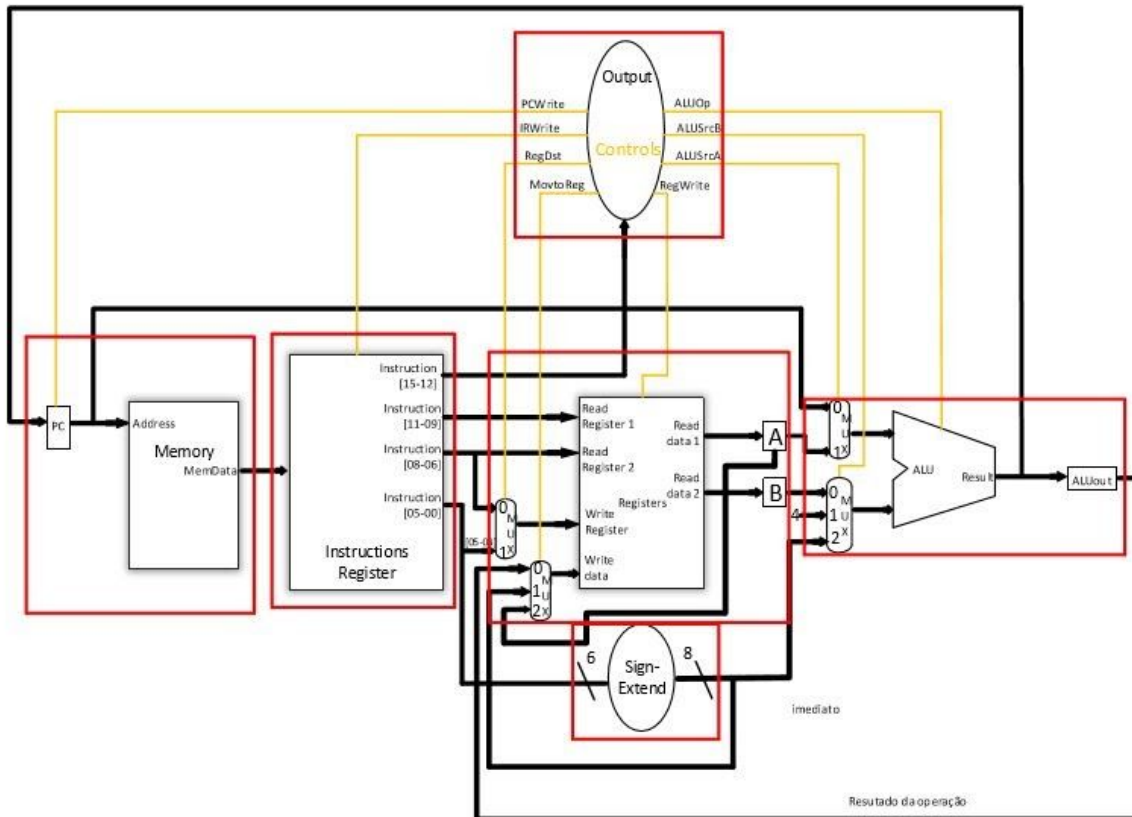 Output
PCWrite
ALUOp
IRWrite
ALUSrcB
Controls
RegDst
ALUSrcA
MovtoReg
RegWrite
Instruction
[15-12]
Instruction
[11-09]
Instruction
[08-06]
Instruction
[05-00]
Instructions
Register
PC
Address
Memory
MemData
Read
Register 1
Read
Register 2
Write
Register
Write
data
Read
data 1
Read
data 2
Registers
A
B
0
M
U
1
X
0
M
1
U
2
X
0
M
U
1
X
0
M
1
U
2
X
4
ALU
Result
ALUout
6
8
Sign-
Extend
imediato
Resutado da operação